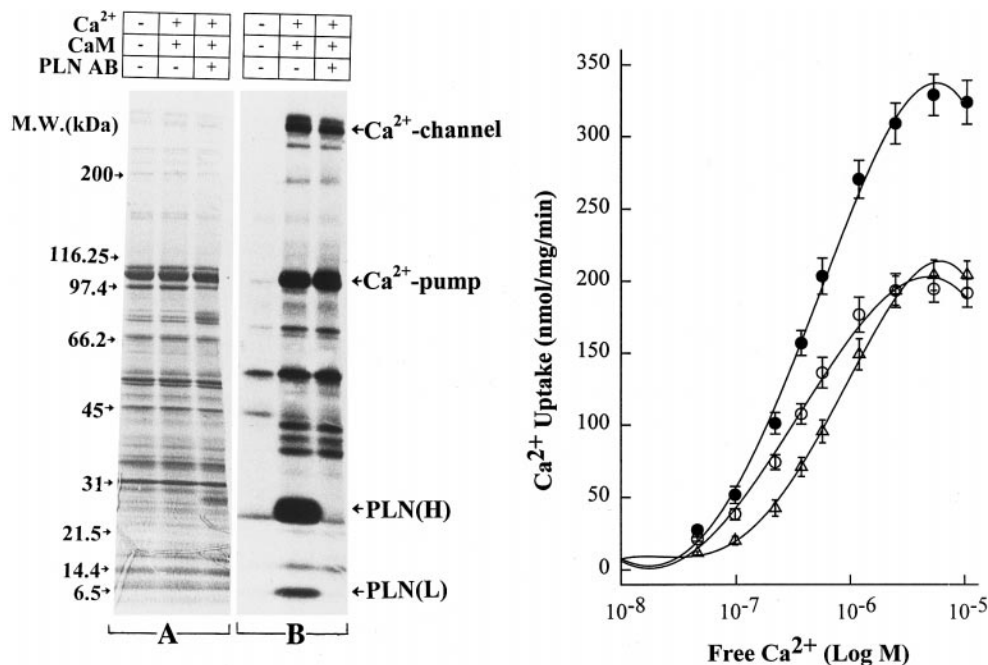 Ca²⁺ - + + - + +
CaM - + + - + +
PLN AB - - + - - +
M.W.(kDa)
200
116.25
97.4
66.2
45
31
21.5
14.4
6.5
←Ca²⁺-channel
←Ca²⁺-pump
←PLN(H)
←PLN(L)
A B
Ca²⁺ Uptake (nmol/mg/min)
350
300
250
200
150
100
50
0
10⁻⁸ 10⁻⁷ 10⁻⁶ 10⁻⁵
Free Ca²⁺ (Log M)